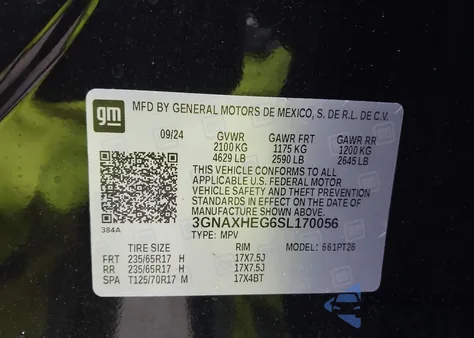 gm
MFD BY GENERAL MOTORS DE MEXICO, S. DE R.L. DE C.V.
09/24 GVWR GAWR FRT GAWR RR
2100 KG 1175 KG 1200 KG
4629 LB 2590 LB 2645 LB
THIS VEHICLE CONFORMS TO ALL
APPLICABLE U.S. FEDERAL MOTOR
VEHICLE SAFETY AND THEFT PREVENTION
STANDARDS IN EFFECT ON THE DATE OF
MANUFACTURE SHOWN ABOVE.
384A 3GNAXHEG6SL170056
TYPE: MPV
TIRE SIZE RIM MODEL: 661PT26
FRT 235/65R17 H 17X7.5J
RR 235/65R17 H 17X7.5J
SPA T125/70R17 M 17X4BT